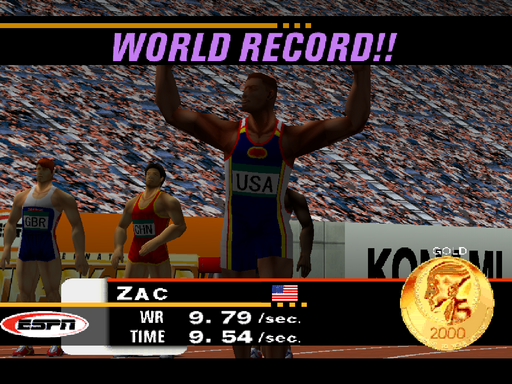 WORLD RECORD!!
USA
GBR
CHN
KONAMI
GOLD
ZAC
WR 9.79 /sec.
TIME 9.54 /sec.
ESPN
2000